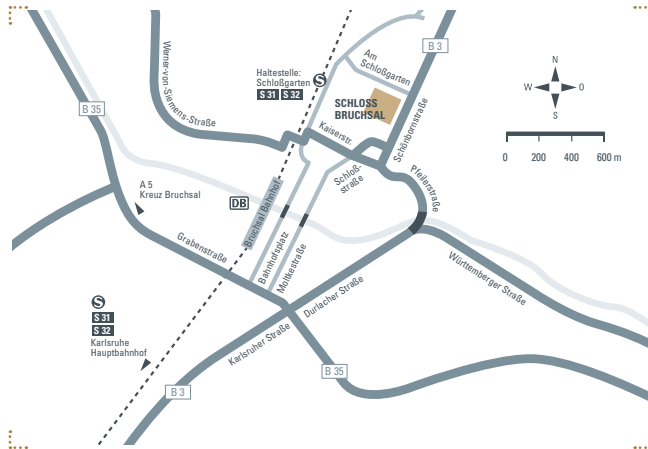 B 3
N
W
O
S
0
200
400
600 m
Am
Schloßgarten
Haltestelle:
Schloßgarten
S
S 31
S 32
SCHLOSS
BRUCHSAL
Werner-von-Siemens-Straße
B 35
Kaiserstr.
Schönbornstraße
Schloß-
straße
Pfeilerstraße
A 5
Kreuz Bruchsal
DB
Bruchsal Bahnhof
Grabenstraße
Bahnhofsplatz
Moltkestraße
Württemberger Straße
Durlacher Straße
Karlsruher Straße
S
S 31
S 32
Karlsruhe
Hauptbahnhof
B 35
B 3